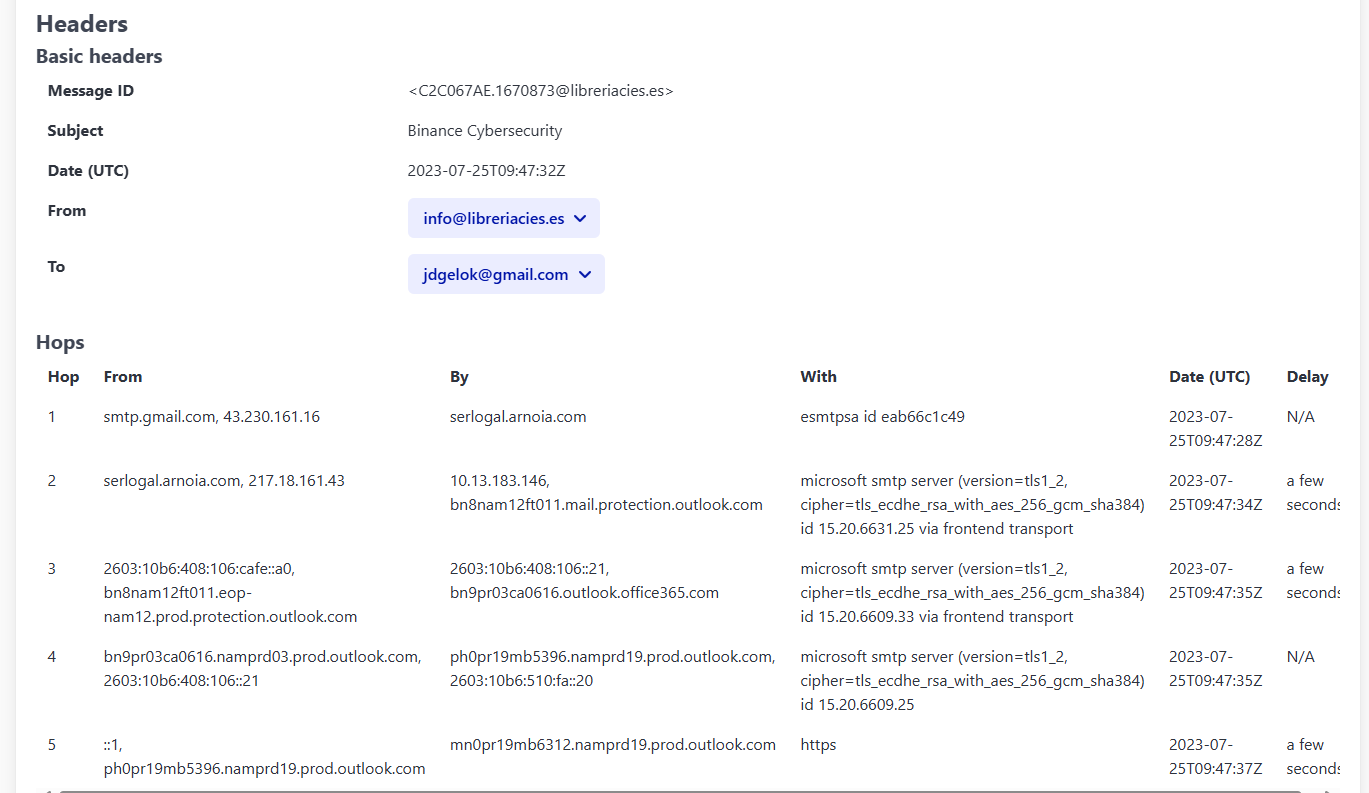 Headers
Basic headers
Message ID <C2C067AE.1670873@libreriacies.es>
Subject Binance Cybersecurity
Date (UTC) 2023-07-25T09:47:32Z
From info@libreriacies.es
To jdgelok@gmail.com
Hops
Hop From By With Date (UTC) Delay
1 smtp.gmail.com, 43.230.161.16 serlogal.arnoia.com esmtpsa id eab66c1c49 2023-07- N/A
25T09:47:28Z
2 serlogal.arnoia.com, 217.18.161.43 10.13.183.146, microsoft smtp server (version=tls1_2, 2023-07- a few
bn8nam12ft011.mail.protection.outlook.com cipher=tls_ecdhe_rsa_with_aes_256_gcm_sha384) 25T09:47:34Z seconds
id 15.20.6631.25 via frontend transport
3 2603:10b6:408:106:cafe::a0, 2603:10b6:408:106::21, microsoft smtp server (version=tls1_2, 2023-07- a few
bn8nam12ft011.eop- bn9pr03ca0616.outlook.office365.com cipher=tls_ecdhe_rsa_with_aes_256_gcm_sha384) 25T09:47:35Z seconds
nam12.prod.protection.outlook.com id 15.20.6609.33 via frontend transport
4 bn9pr03ca0616.namprd03.prod.outlook.com, ph0pr19mb5396.namprd19.prod.outlook.com, microsoft smtp server (version=tls1_2, 2023-07- N/A
2603:10b6:408:106::21 2603:10b6:510:fa::20 cipher=tls_ecdhe_rsa_with_aes_256_gcm_sha384) 25T09:47:35Z
id 15.20.6609.25
5 ::1, mn0pr19mb6312.namprd19.prod.outlook.com https 2023-07- a few
ph0pr19mb5396.namprd19.prod.outlook.com 25T09:47:37Z seconds